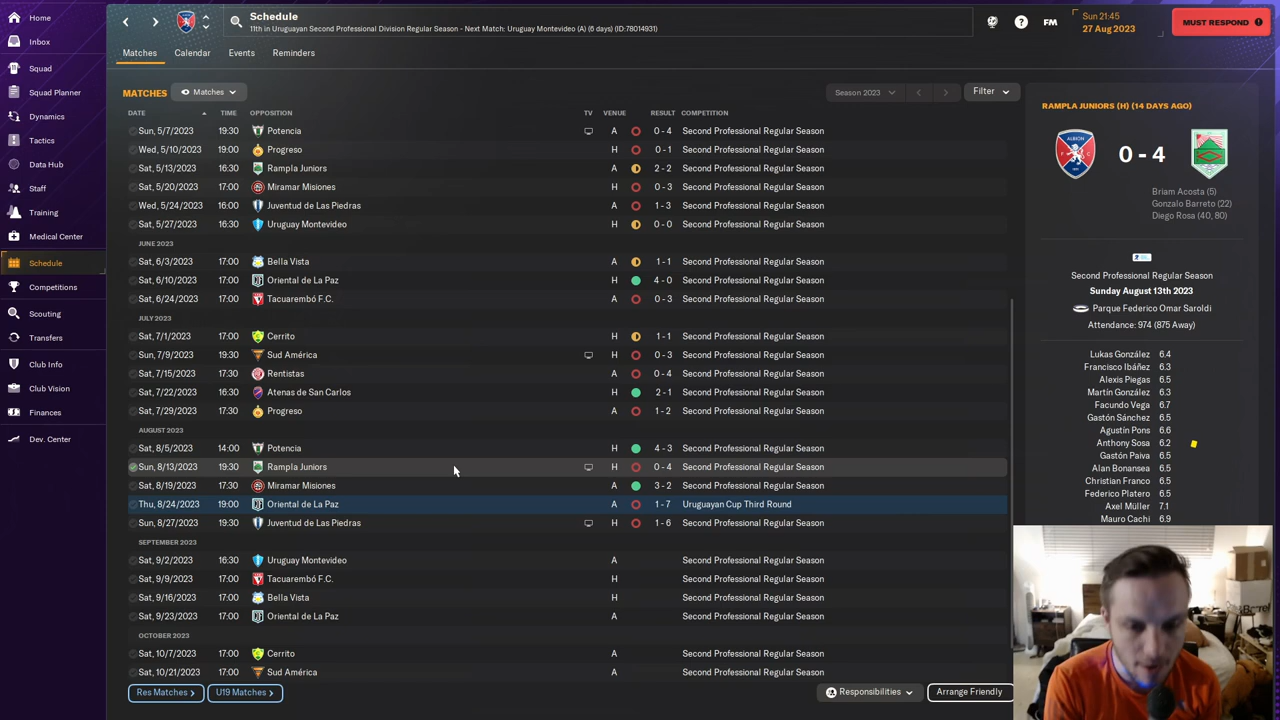 Home
Inbox
Squad
Squad Planner
Dynamics
Tactics
Data Hub
Staff
Training
Medical Center
Schedule
Competitions
Scouting
Transfers
Club Info
Club Vision
Finances
Dev. Center
Schedule
11th in Uruguayan Second Professional Division Regular Season - Next Match: Uruguay Montevideo (A) (6 days) (ID:78014931)
FM
Sun 21:45
27 Aug 2023
MUST RESPOND
Matches Calendar Events Reminders
MATCHES Matches Season 2023 Filter
DATE TIME OPPOSITION TV VENUE RESULT COMPETITION
Sun, 5/7/2023 19:30 Potencia A 0 - 4 Second Professional Regular Season
Wed, 5/10/2023 19:00 Progreso H 0 - 1 Second Professional Regular Season
Sat, 5/13/2023 16:30 Rampla Juniors A 2 - 2 Second Professional Regular Season
Sat, 5/20/2023 17:00 Miramar Misiones H 0 - 3 Second Professional Regular Season
Wed, 5/24/2023 16:00 Juventud de Las Piedras A 1 - 3 Second Professional Regular Season
Sat, 5/27/2023 16:30 Uruguay Montevideo H 0 - 0 Second Professional Regular Season
JUNE 2023
Sat, 6/3/2023 17:00 Bella Vista A 1 - 1 Second Professional Regular Season
Sat, 6/10/2023 17:00 Oriental de La Paz H 4 - 0 Second Professional Regular Season
Sat, 6/24/2023 17:00 Tacuarembó F.C. A 0 - 3 Second Professional Regular Season
JULY 2023
Sat, 7/1/2023 17:00 Cerrito H 1 - 1 Second Professional Regular Season
Sun, 7/9/2023 19:30 Sud América H 0 - 3 Second Professional Regular Season
Sat, 7/15/2023 17:30 Rentistas A 0 - 4 Second Professional Regular Season
Sat, 7/22/2023 16:30 Atenas de San Carlos H 2 - 1 Second Professional Regular Season
Sat, 7/29/2023 17:30 Progreso A 1 - 2 Second Professional Regular Season
AUGUST 2023
Sat, 8/5/2023 14:00 Potencia H 4 - 3 Second Professional Regular Season
Sun, 8/13/2023 19:30 Rampla Juniors H 0 - 4 Second Professional Regular Season
Sat, 8/19/2023 17:30 Miramar Misiones A 3 - 2 Second Professional Regular Season
Thu, 8/24/2023 19:00 Oriental de La Paz A 1 - 7 Uruguayan Cup Third Round
Sun, 8/27/2023 19:30 Juventud de Las Piedras H 1 - 6 Second Professional Regular Season
SEPTEMBER 2023
Sat, 9/2/2023 16:30 Uruguay Montevideo A Second Professional Regular Season
Sat, 9/9/2023 17:00 Tacuarembó F.C. H Second Professional Regular Season
Sat, 9/16/2023 17:00 Bella Vista H Second Professional Regular Season
Sat, 9/23/2023 17:00 Oriental de La Paz A Second Professional Regular Season
OCTOBER 2023
Sat, 10/7/2023 17:00 Cerrito A Second Professional Regular Season
Sat, 10/21/2023 17:00 Sud América A Second Professional Regular Season
Res Matches U19 Matches Responsibilities Arrange Friendly
RAMPLA JUNIORS (H) (14 DAYS AGO)
ALBION
0 - 4
Briam Acosta (5)
Gonzalo Barreto (22)
Diego Rosa (40, 80)
Second Professional Regular Season
Sunday August 13th 2023
Parque Federico Omar Saroldi
Attendance: 974 (875 Away)
Lukas González 6.4
Francisco Ibáñez 6.3
Alexis Piegas 6.5
Martín González 6.3
Facundo Vega 6.7
Gastón Sánchez 6.5
Agustín Pons 6.6
Anthony Sosa 6.2
Gastón Paiva 6.5
Alan Bonansea 6.5
Christian Franco 6.5
Federico Platero 6.5
Axel Müller 7.1
Mauro Cachi 6.9